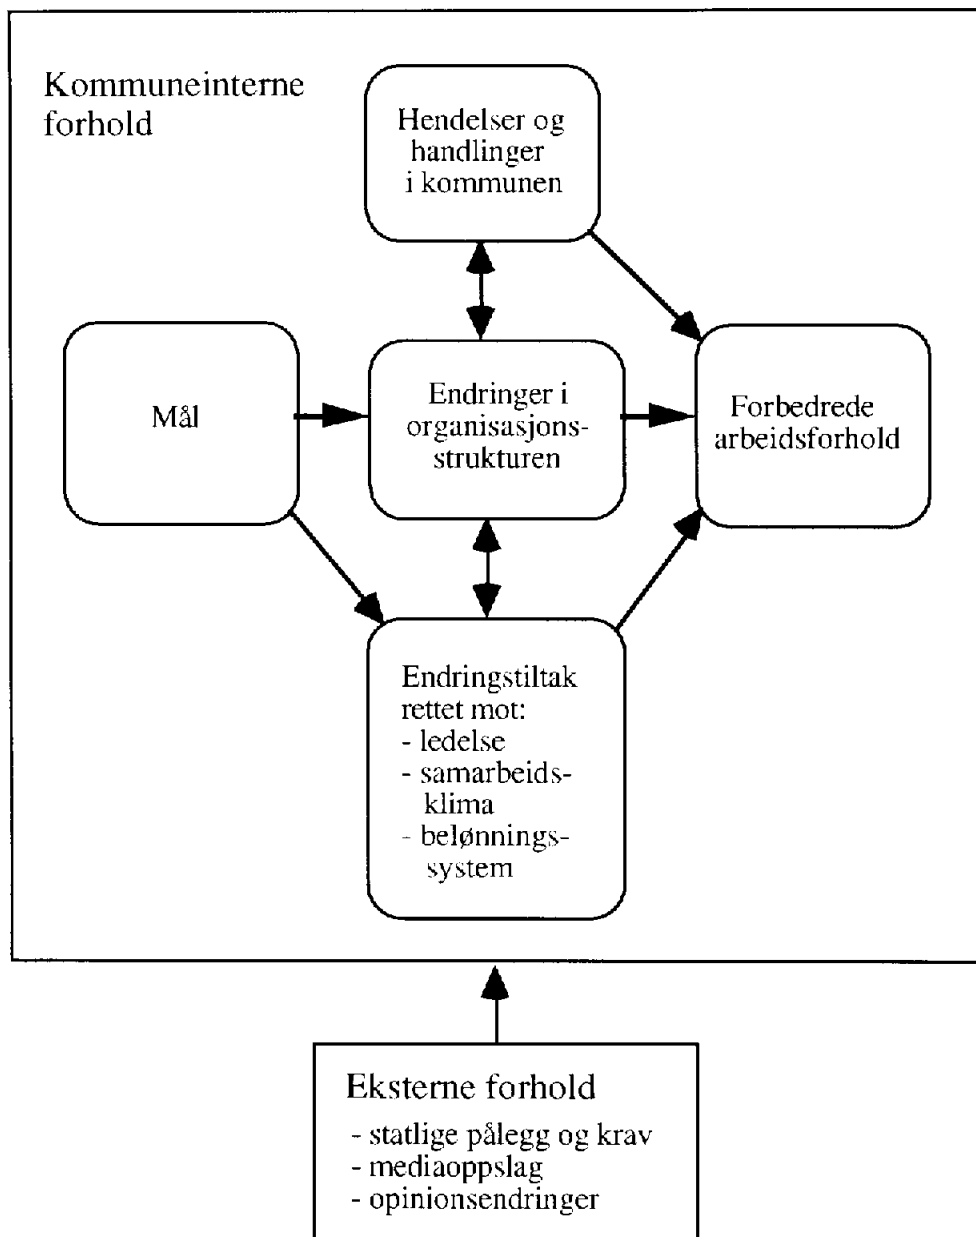 Kommuneinterne
forhold
Hendelser og
handlinger
i kommunen
Mål
Endringer i
organisasjons-
strukturen
Forbedrede
arbeidsforhold
Endringstiltak
rettet mot:
- ledelse
- samarbeids-
klima
- belønnings-
system
Eksterne forhold
- statlige pålegg og krav
- mediaoppslag
- opinionsendringer